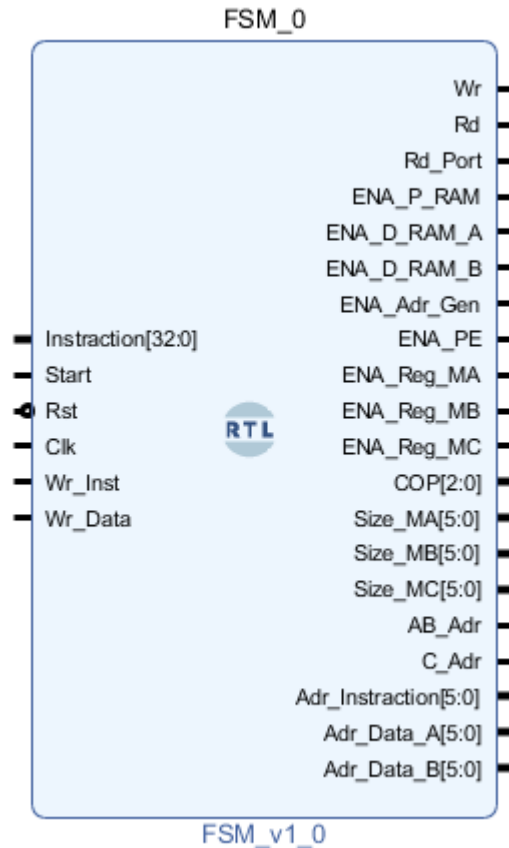 FSM_0
Wr
Rd
Rd_Port
ENA_P_RAM
ENA_D_RAM_A
ENA_D_RAM_B
ENA_Adr_Gen
Instraction[32:0]
ENA_PE
Start
ENA_Reg_MA
Rst
ENA_Reg_MB
RTL
Clk
ENA_Reg_MC
Wr_Inst
COP[2:0]
Wr_Data
Size_MA[5:0]
Size_MB[5:0]
Size_MC[5:0]
AB_Adr
C_Adr
Adr_Instraction[5:0]
Adr_Data_A[5:0]
Adr_Data_B[5:0]
FSM_v1_0